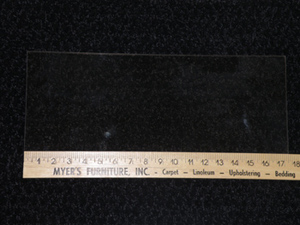 1 2 3 4 5 6 7 8 9 10 11 12 13 14 15 16 17 18
MYER'S FURNITURE, INC. - Carpet - Linoleum - Upholstering - Bedding